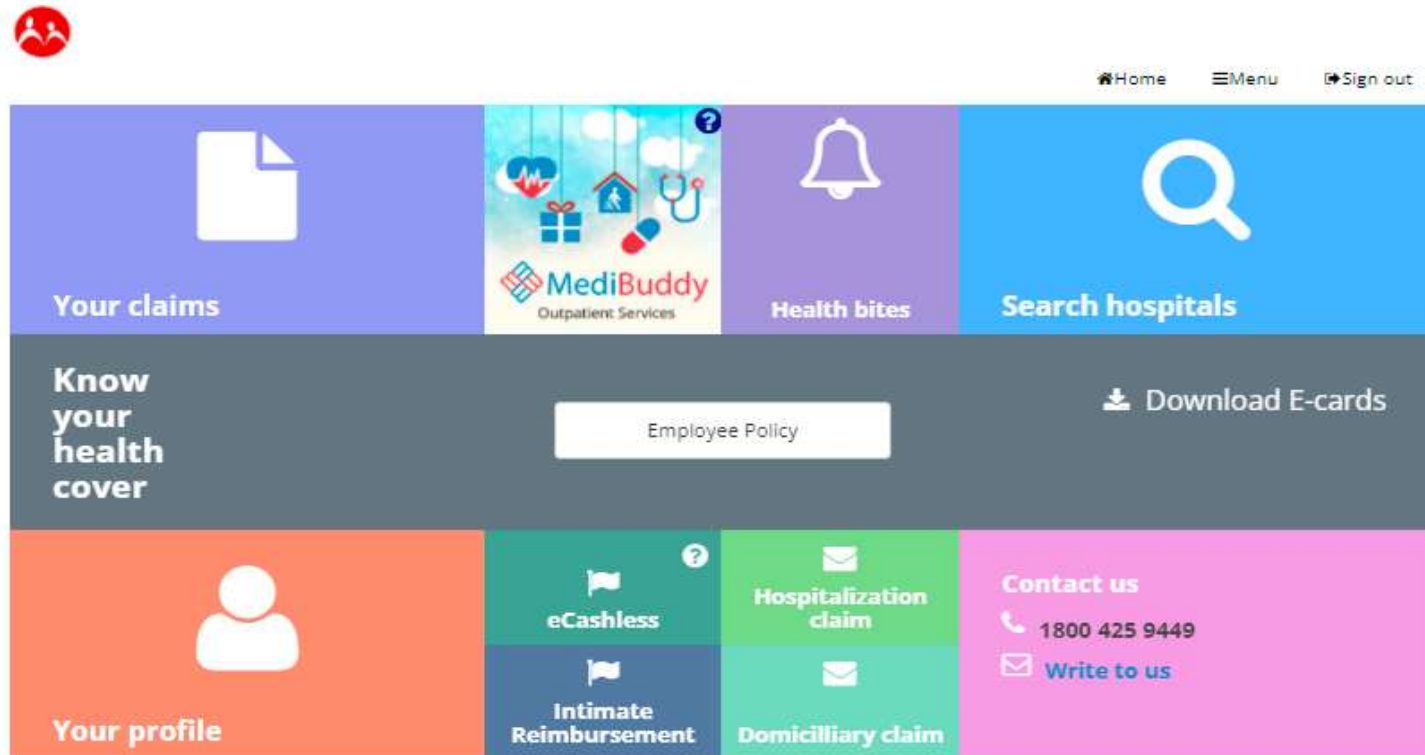 Home Menu Sign out
Your claims
MediBuddy
Outpatient Services
Health bites
Search hospitals
Know
your
health
cover
Employee Policy
Download E-cards
Your profile
?
eCashless
Intimate
Reimbursement
?
Hospitalization
claim
Domicilliary claim
Contact us
1800 425 9449
Write to us